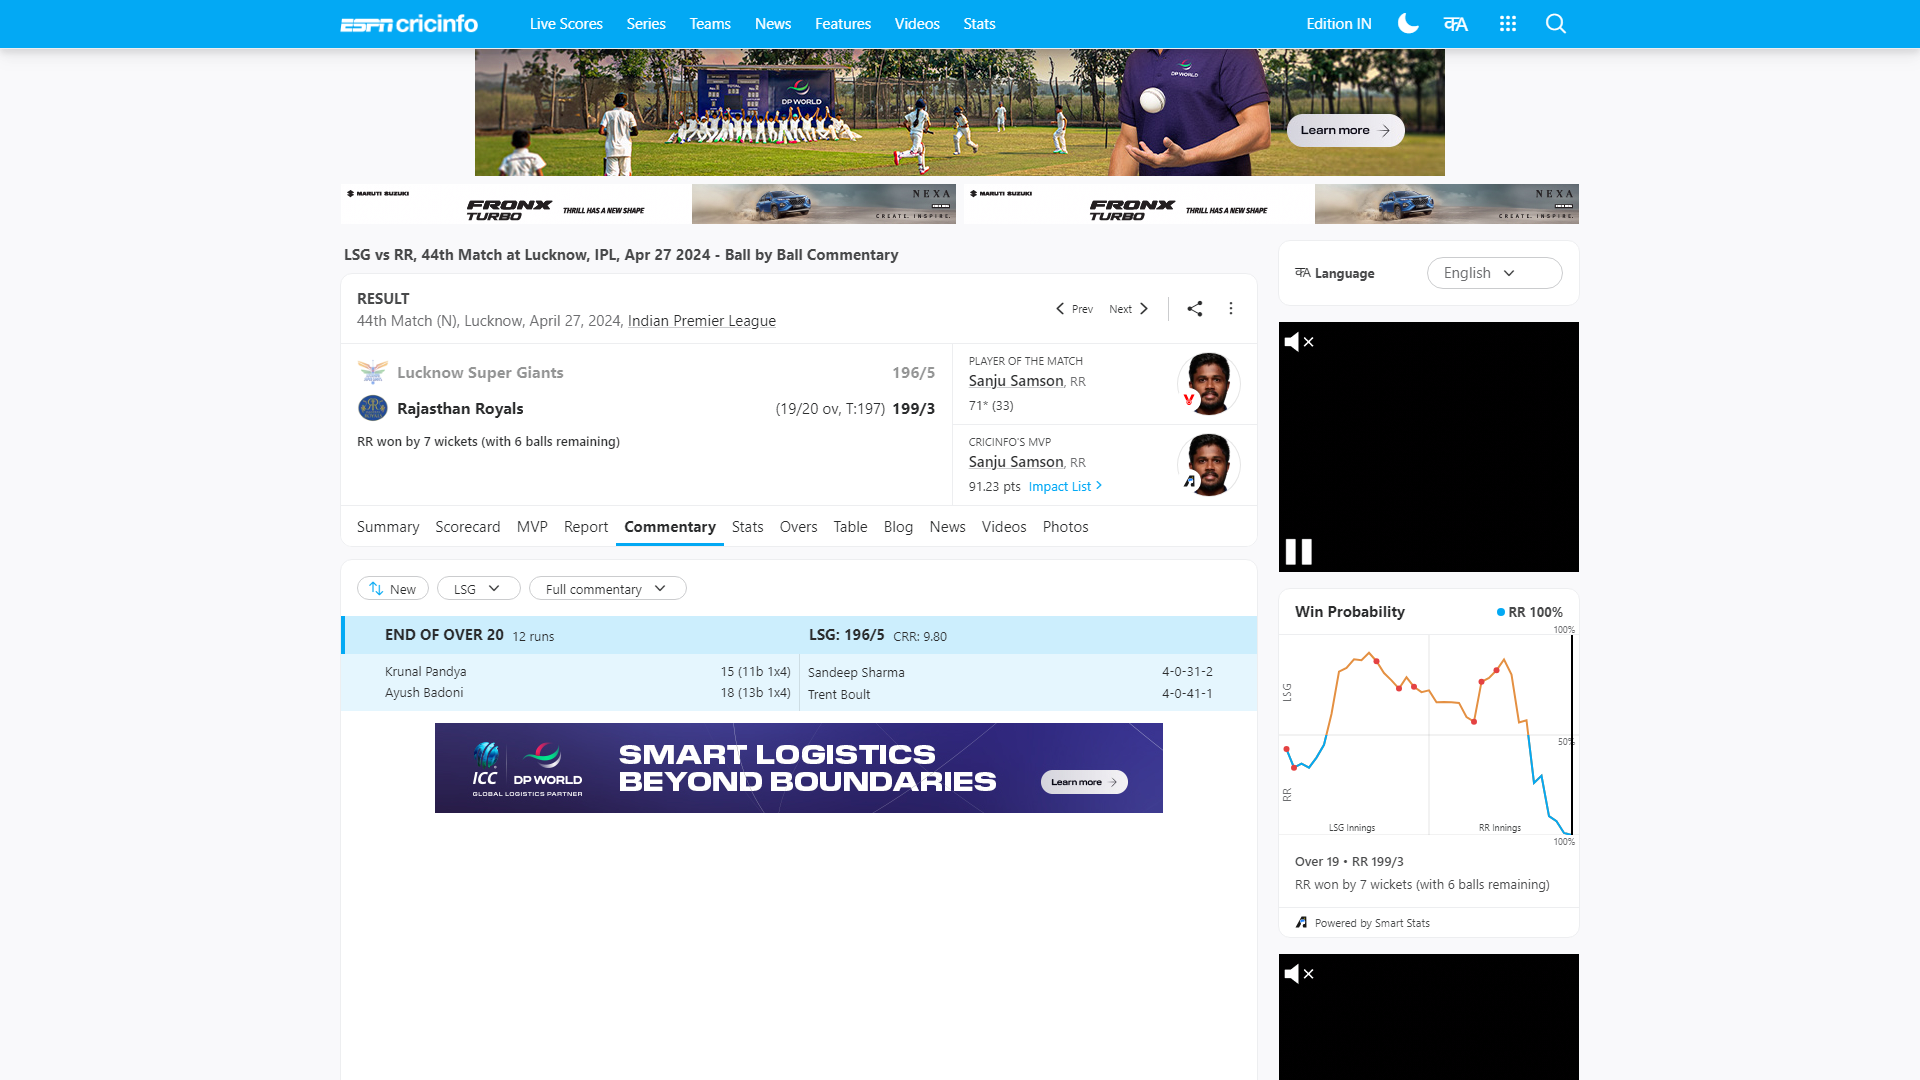 ESPN cricinfo
Live Scores Series Teams News Features Videos Stats
Edition IN
DP WORLD
DP WORLD
Learn more
MARUTI SUZUKI
FRONX TURBO THRILL HAS A NEW SHAPE
NEXA
CREATE. INSPIRE.
MARUTI SUZUKI
FRONX TURBO THRILL HAS A NEW SHAPE
NEXA
CREATE. INSPIRE.
LSG vs RR, 44th Match at Lucknow, IPL, Apr 27 2024 - Ball by Ball Commentary
RESULT
44th Match (N), Lucknow, April 27, 2024, Indian Premier League
Prev Next
Lucknow Super Giants 196/5
Rajasthan Royals (19/20 ov, T:197) 199/3
RR won by 7 wickets (with 6 balls remaining)
PLAYER OF THE MATCH
Sanju Samson, RR
71* (33)
CRICINFO'S MVP
Sanju Samson, RR
91.23 pts Impact List
Summary Scorecard MVP Report Commentary Stats Overs Table Blog News Videos Photos
New LSG Full commentary
END OF OVER 20 12 runs LSG: 196/5 CRR: 9.80
Krunal Pandya 15 (11b 1x4)
Ayush Badoni 18 (13b 1x4)
Sandeep Sharma 4-0-31-2
Trent Boult 4-0-41-1
ICC DP WORLD
GLOBAL LOGISTICS PARTNER
SMART LOGISTICS
BEYOND BOUNDARIES
Learn more
Language English
Win Probability RR 100%
100%
LSG
50%
RR
LSG Innings RR Innings
100%
Over 19 • RR 199/3
RR won by 7 wickets (with 6 balls remaining)
Powered by Smart Stats